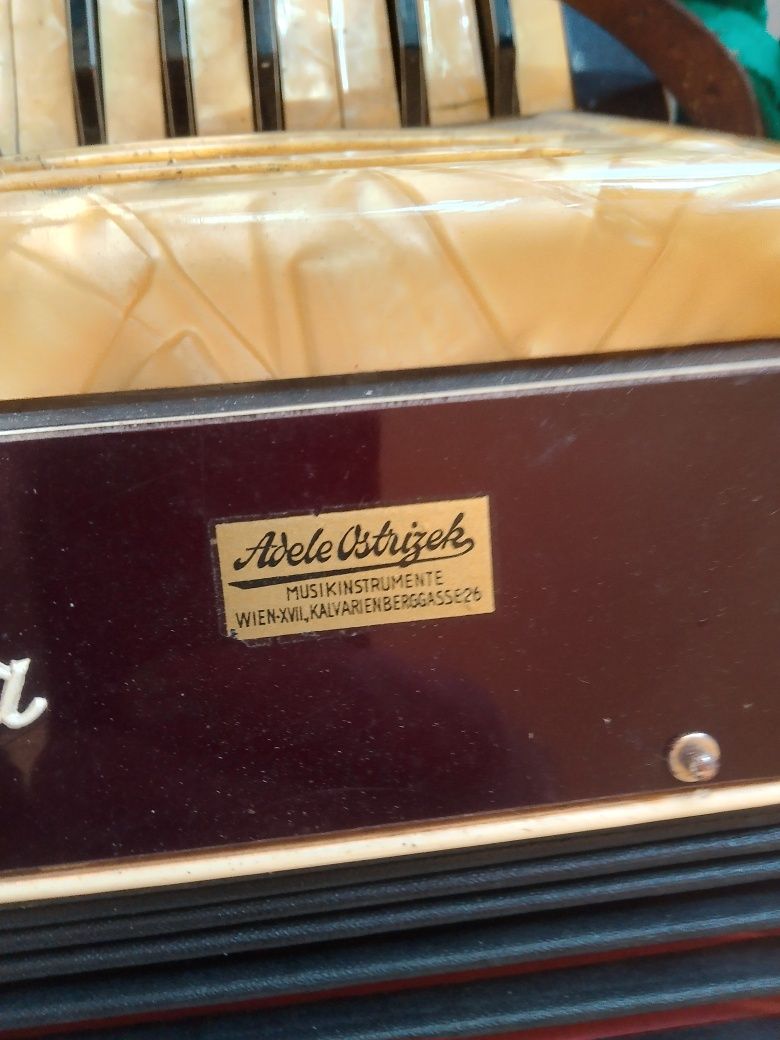 Adele Ostrizek
MUSIKINSTRUMENTE
WIEN-XVII., KALVARIENBERGGASSE 26
a